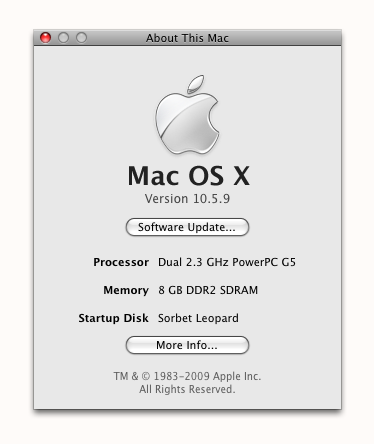 About This Mac
Mac OS X
Version 10.5.9
Software Update...
Processor Dual 2.3 GHz PowerPC G5
Memory 8 GB DDR2 SDRAM
Startup Disk Sorbet Leopard
More Info...
TM & © 1983-2009 Apple Inc.
All Rights Reserved.